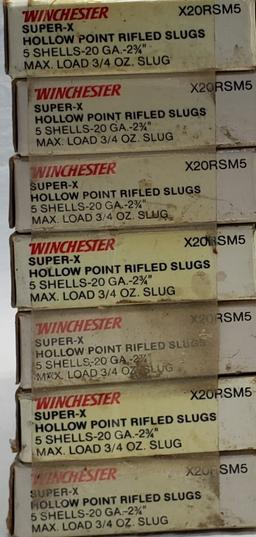 WINCHESTER X20RSM5
SUPER-X
HOLLOW POINT RIFLED SLUGS
5 SHELLS-20 GA.-2¾"
MAX. LOAD 3/4 OZ. SLUG
WINCHESTER X20RSM5
SUPER-X
HOLLOW POINT RIFLED SLUGS
5 SHELLS-20 GA.-2¾"
MAX. LOAD 3/4 OZ. SLUG
WINCHESTER X20RSM5
SUPER-X
HOLLOW POINT RIFLED SLUGS
5 SHELLS-20 GA.-2¾"
MAX. LOAD 3/4 OZ. SLUG
WINCHESTER X20RSM5
SUPER-X
HOLLOW POINT RIFLED SLUGS
5 SHELLS-20 GA.-2¾"
MAX. LOAD 3/4 OZ. SLUG
WINCHESTER X20RSM5
SUPER-X
HOLLOW POINT RIFLED SLUGS
5 SHELLS-20 GA.-2¾"
MAX. LOAD 3/4 OZ. SLUG
WINCHESTER X20RSM5
SUPER-X
HOLLOW POINT RIFLED SLUGS
5 SHELLS-20 GA.-2¾"
MAX. LOAD 3/4 OZ. SLUG
WINCHESTER X20RSM5
SUPER-X
HOLLOW POINT RIFLED SLUGS
5 SHELLS-20 GA.-2¾"
MAX. LOAD 3/4 OZ. SLUG